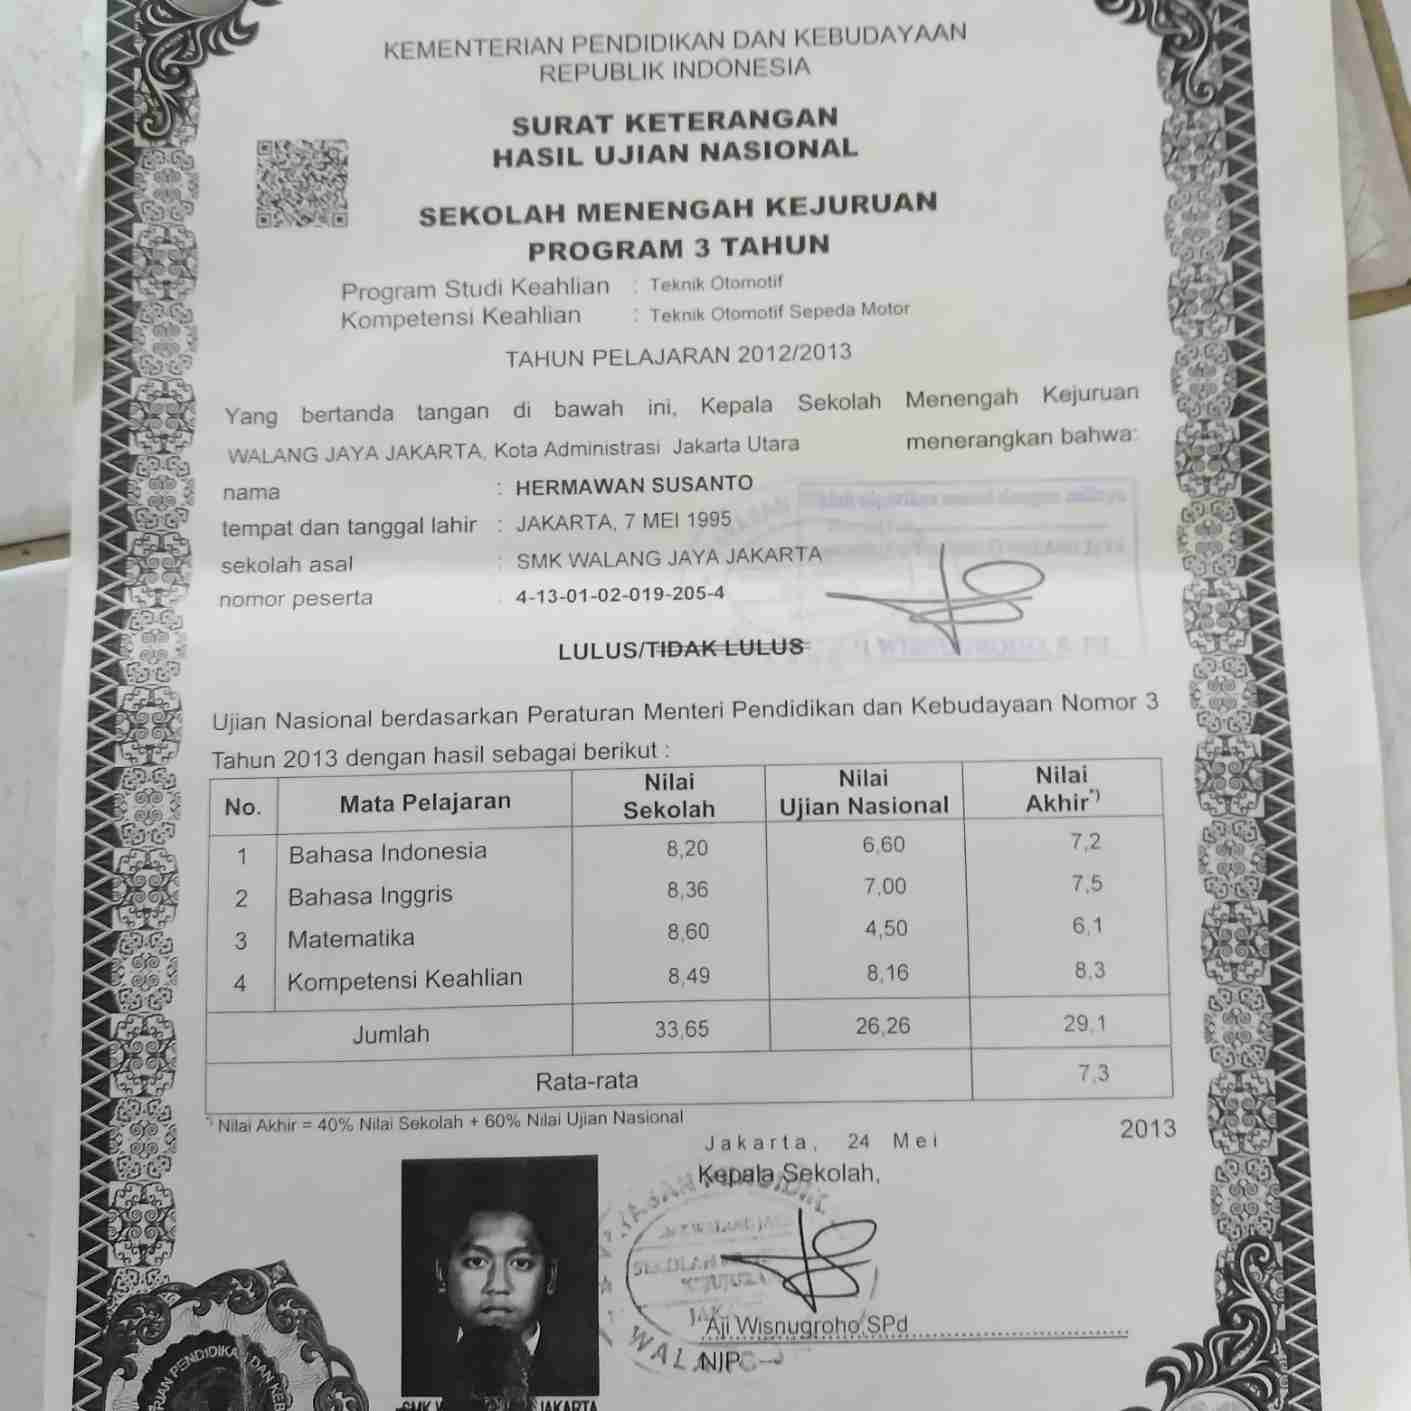 KEMENTERIAN PENDIDIKAN DAN KEBUDAYAAN
REPUBLIK INDONESIA
SURAT KETERANGAN
HASIL UJIAN NASIONAL
SEKOLAH MENENGAH KEJURUAN
PROGRAM 3 TAHUN
Program Studi Keahlian : Teknik Otomotif
Kompetensi Keahlian : Teknik Otomotif Sepeda Motor
TAHUN PELAJARAN 2012/2013
Yang bertanda tangan di bawah ini, Kepala Sekolah Menengah Kejuruan
WALANG JAYA JAKARTA, Kota Administrasi Jakarta Utara menerangkan bahwa:
nama : HERMAWAN SUSANTO
tempat dan tanggal lahir : JAKARTA, 7 MEI 1995
sekolah asal : SMK WALANG JAYA JAKARTA
nomor peserta : 4-13-01-02-019-205-4
LULUS/TIDAK LULUS
Ujian Nasional berdasarkan Peraturan Menteri Pendidikan dan Kebudayaan Nomor 3
Tahun 2013 dengan hasil sebagai berikut :
No. Mata Pelajaran Nilai Sekolah Nilai Ujian Nasional Nilai Akhir*)
1 Bahasa Indonesia 8,20 6,60 7,2
2 Bahasa Inggris 8,36 7,00 7,5
3 Matematika 8,60 4,50 6,1
4 Kompetensi Keahlian 8,49 8,16 8,3
Jumlah 33,65 26,26 29,1
Rata-rata 7,3
*) Nilai Akhir = 40% Nilai Sekolah + 60% Nilai Ujian Nasional
Jakarta, 24 Mei 2013
Kepala Sekolah,
Aji Wisnugroho SPd
NIP
SMK JAKARTA